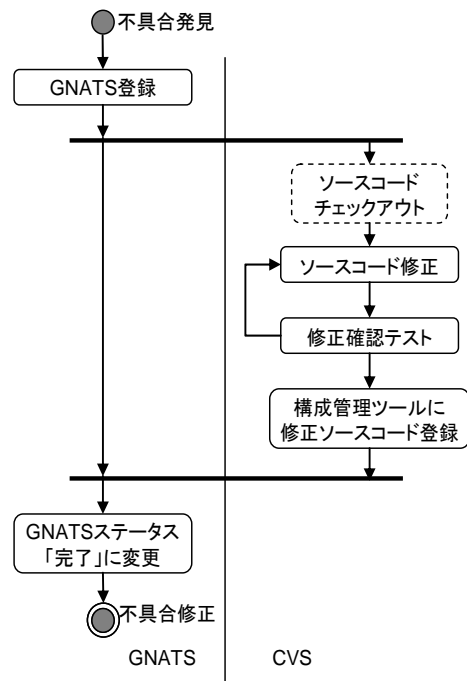 不具合発見
GNATS登録
ソースコード
チェックアウト
ソースコード修正
修正確認テスト
構成管理ツールに
修正ソースコード登録
GNATSステータス
「完了」に変更
不具合修正
GNATS
CVS